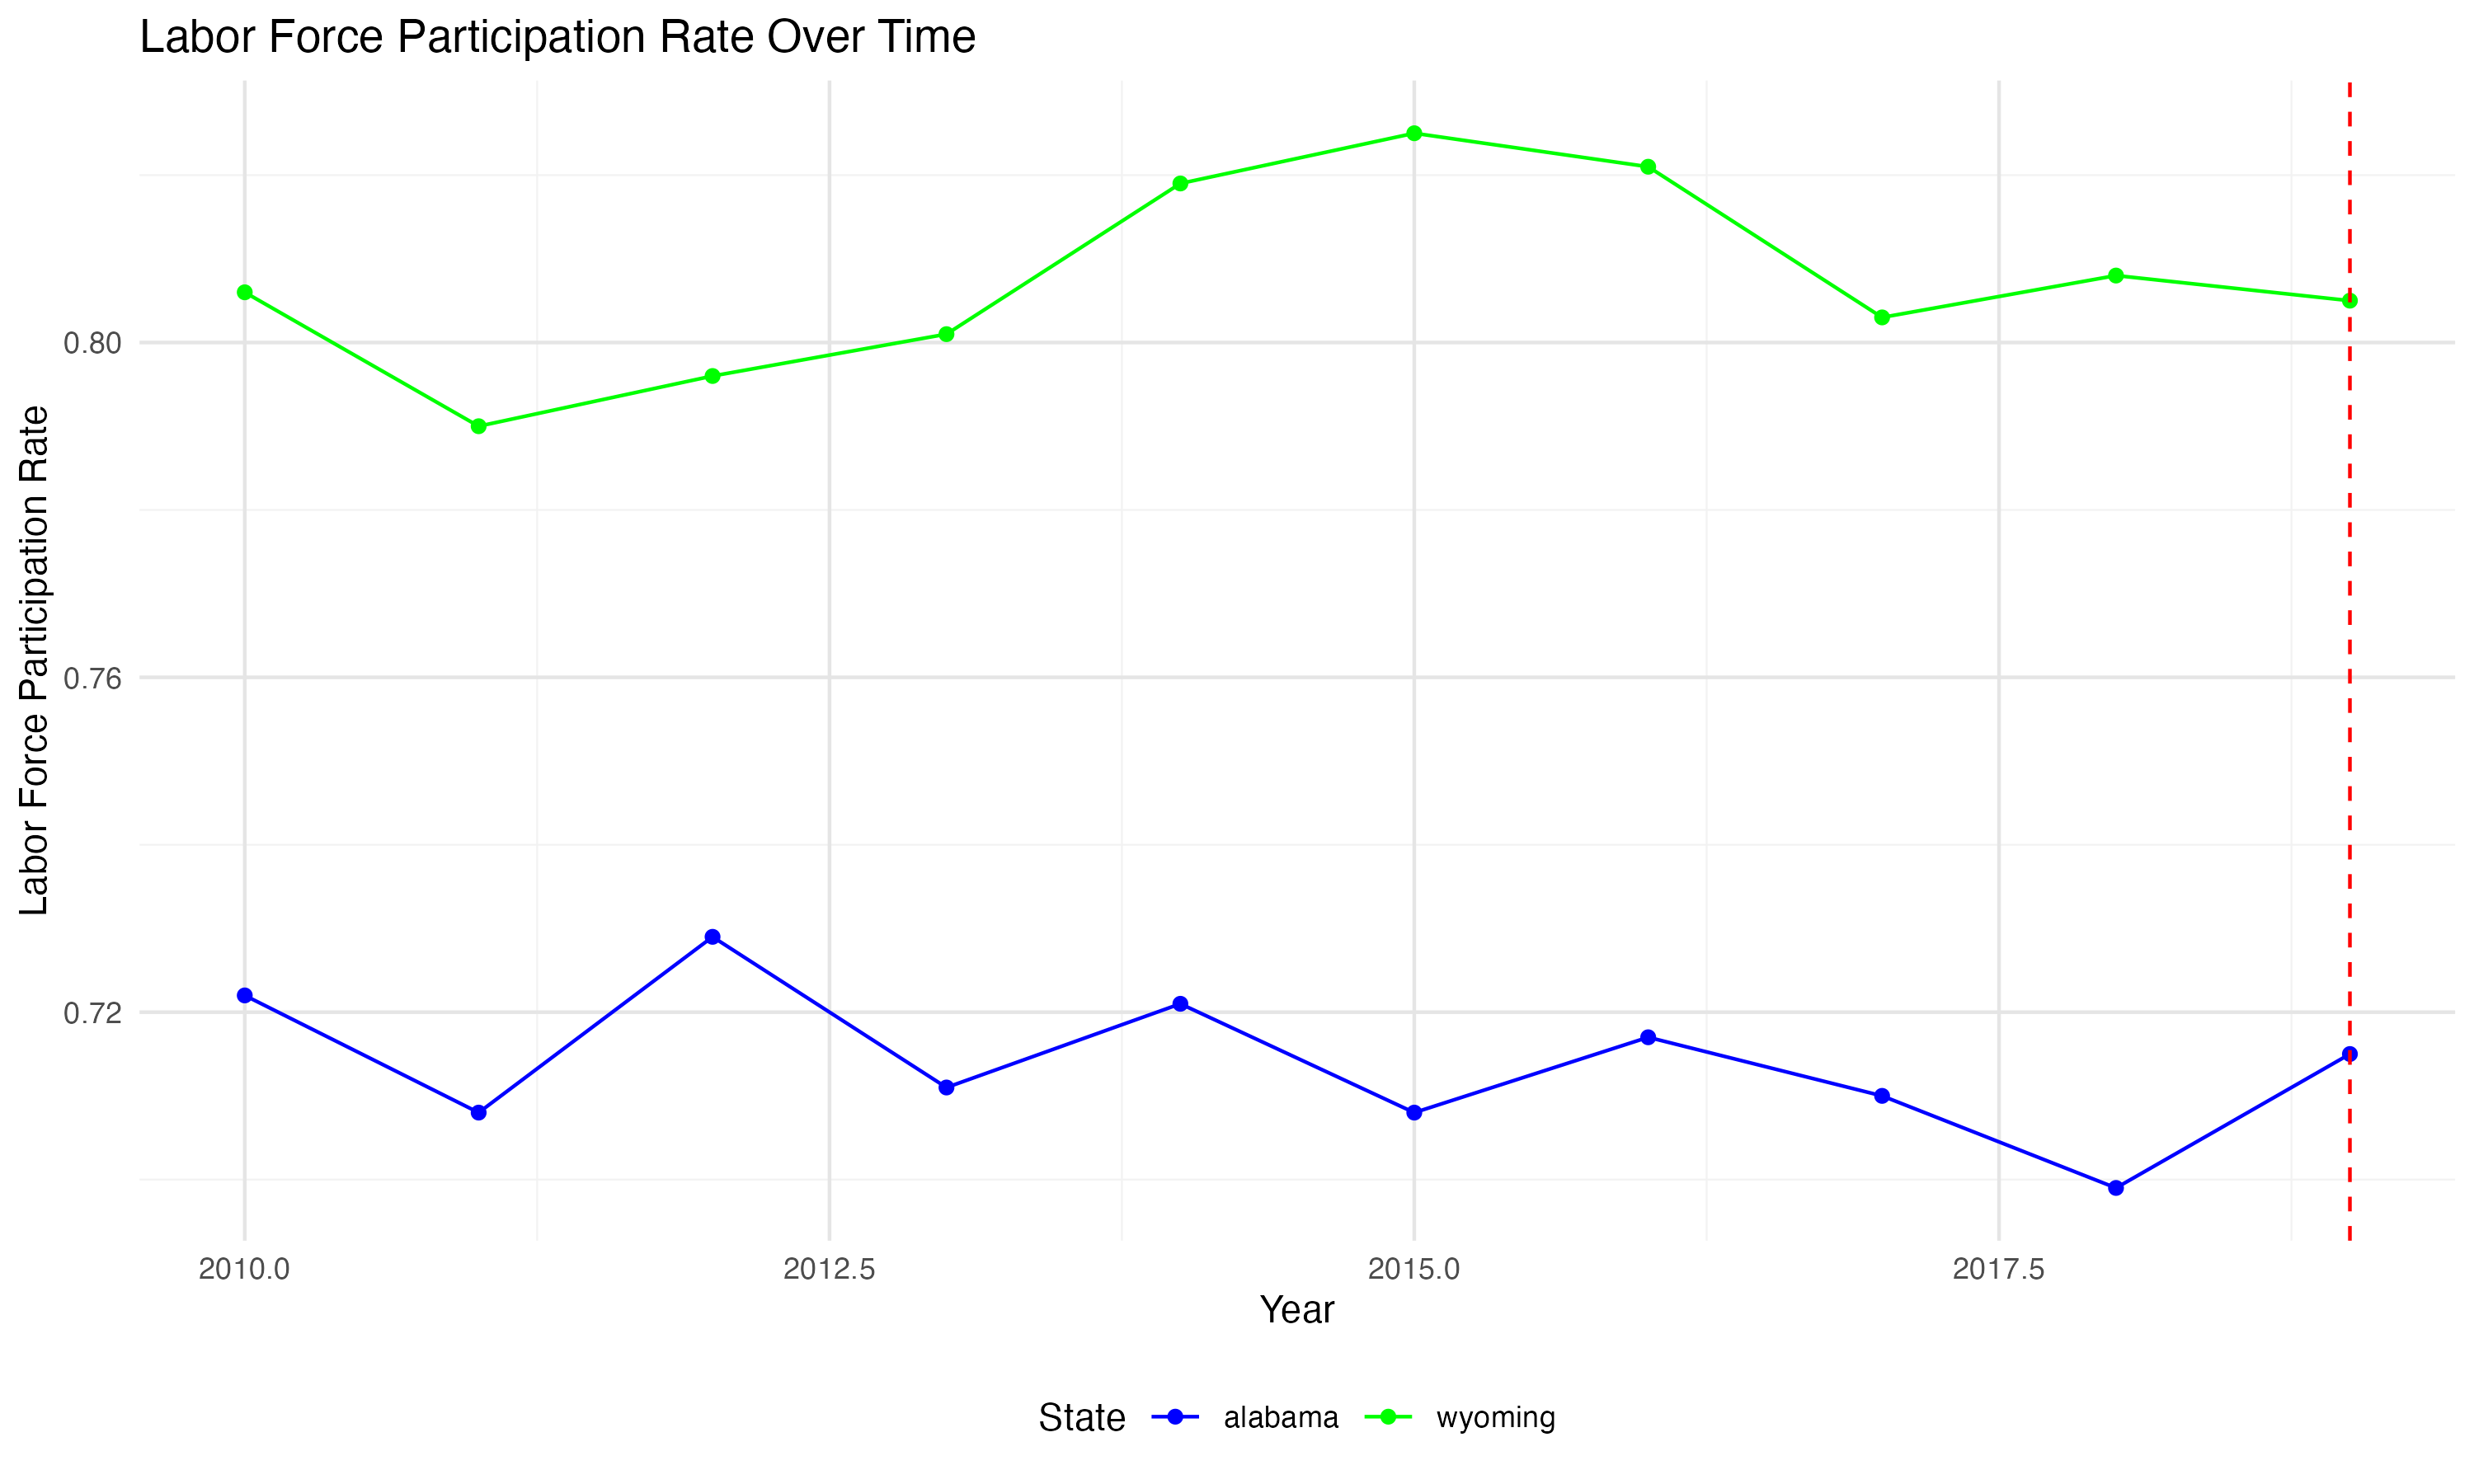 Labor Force Participation Rate Over Time
Labor Force Participation Rate
0.80
0.76
0.72
2010.0 2012.5 2015.0 2017.5
Year
State alabama wyoming